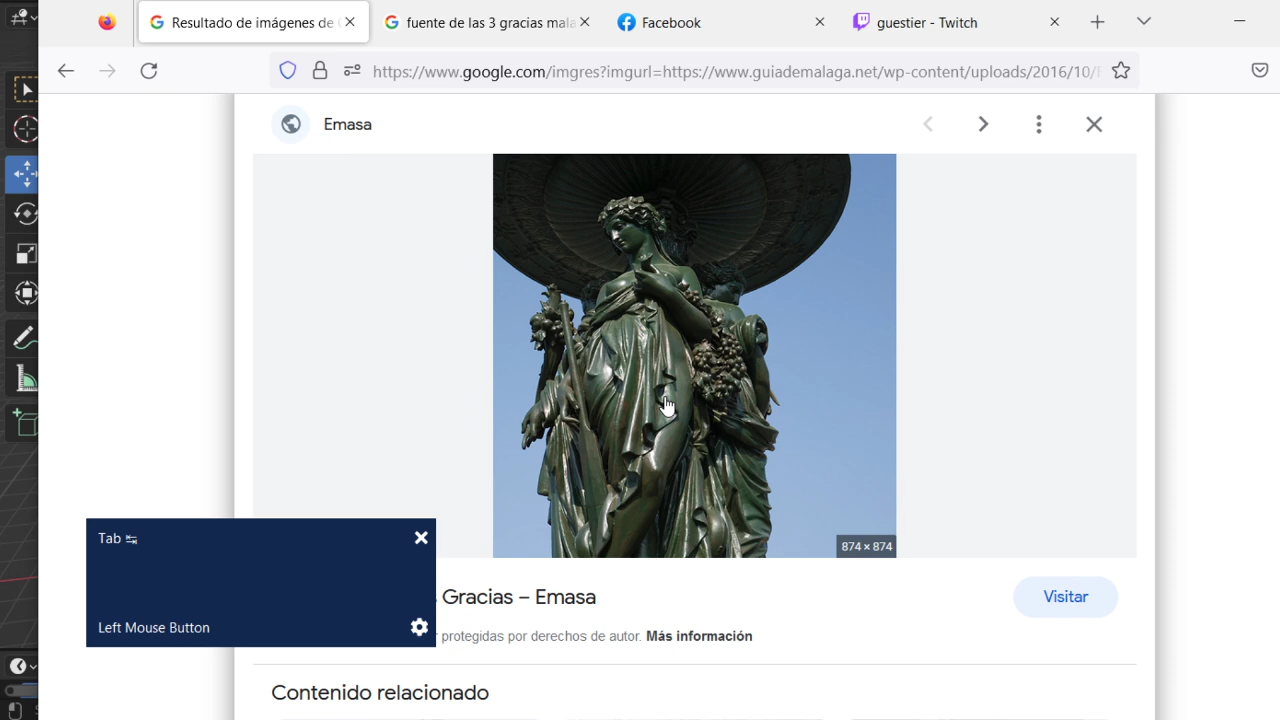 Resultado de imágenes de
fuente de las 3 gracias mala
Facebook
guestier - Twitch
https://www.google.com/imgres?imgurl=https://www.guiademalaga.net/wp-content/uploads/2016/10/
Emasa
874 × 874
Tab
Left Mouse Button
Gracias – Emasa
Visitar
protegidas por derechos de autor. Más información
Contenido relacionado